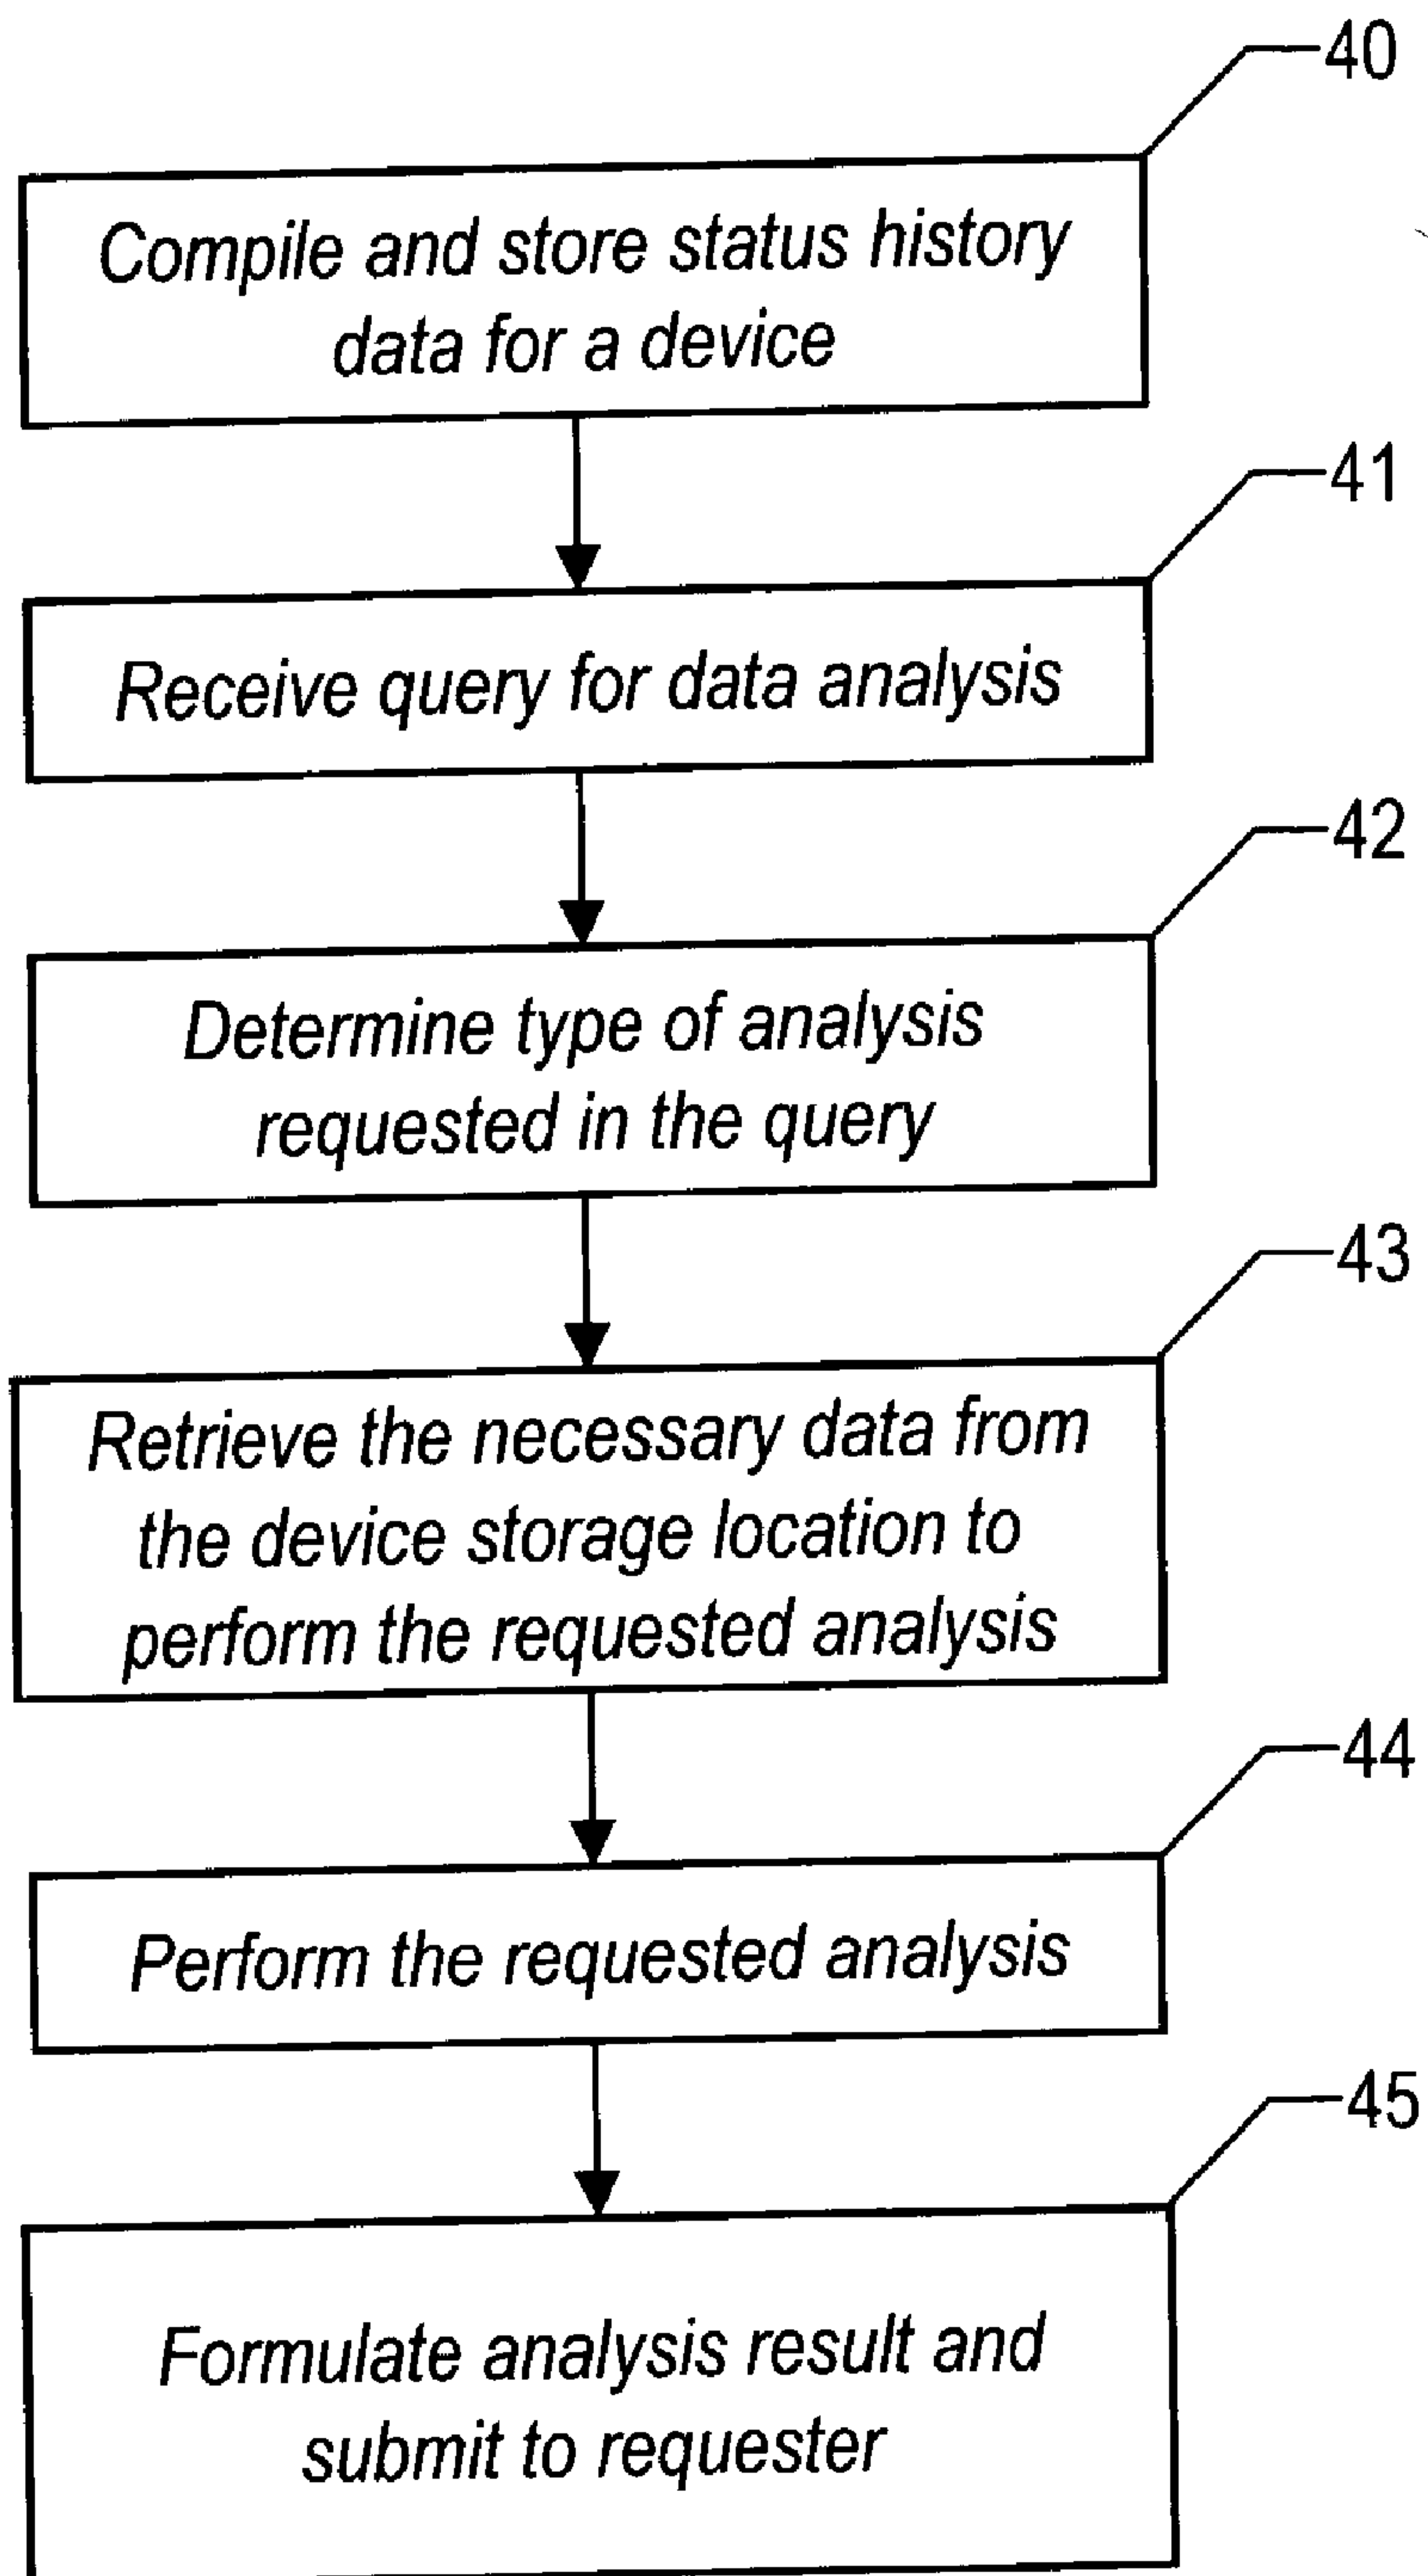 40
Compile and store status history
data for a device
41
Receive query for data analysis
42
Determine type of analysis
requested in the query
43
Retrieve the necessary data from
the device storage location to
perform the requested analysis
44
Perform the requested analysis
45
Formulate analysis result and
submit to requester